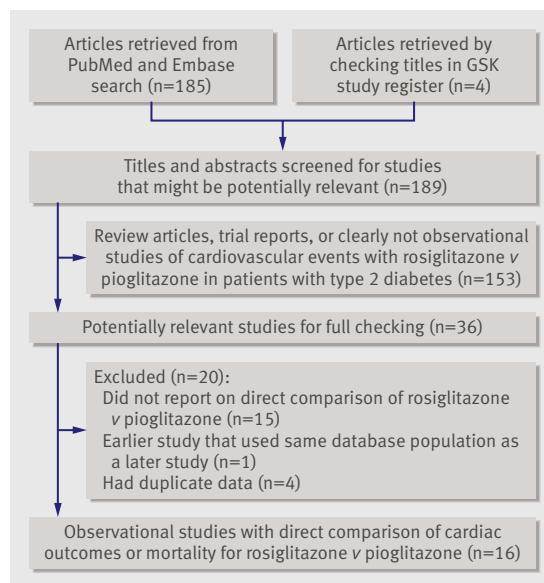 Articles retrieved from
PubMed and Embase
search (n=185)
Articles retrieved by
checking titles in GSK
study register (n=4)
Titles and abstracts screened for studies
that might be potentially relevant (n=189)
Review articles, trial reports, or clearly not observational
studies of cardiovascular events with rosiglitazone v
pioglitazone in patients with type 2 diabetes (n=153)
Potentially relevant studies for full checking (n=36)
Excluded (n=20):
Did not report on direct comparison of rosiglitazone
v pioglitazone (n=15)
Earlier study that used same database population as
a later study (n=1)
Had duplicate data (n=4)
Observational studies with direct comparison of cardiac
outcomes or mortality for rosiglitazone v pioglitazone (n=16)